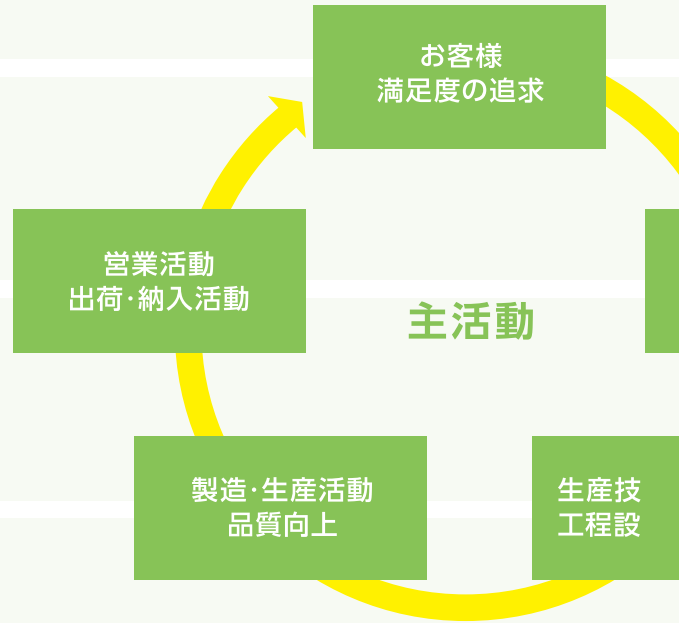 お客様
満足度の追求
営業活動
出荷・納入活動
主活動
製造・生産活動
品質向上
生産技
工程設